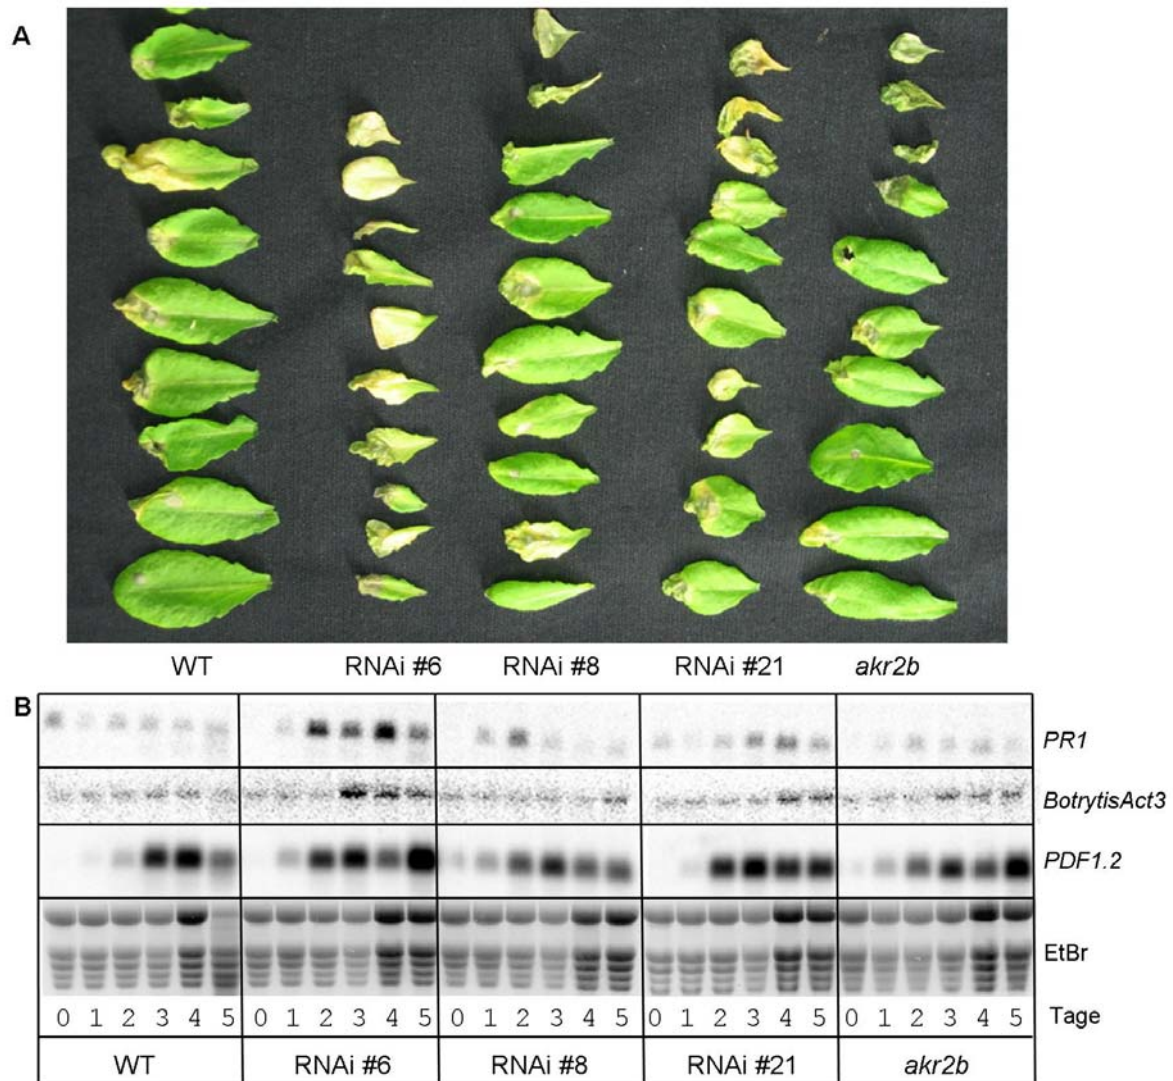 A
WT RNAi #6 RNAi #8 RNAi #21 akr2b
B
PR1
BotrytisAct3
PDF1.2
EtBr
0 1 2 3 4 5 0 1 2 3 4 5 0 1 2 3 4 5 0 1 2 3 4 5 0 1 2 3 4 5 Tage
WT RNAi #6 RNAi #8 RNAi #21 akr2b